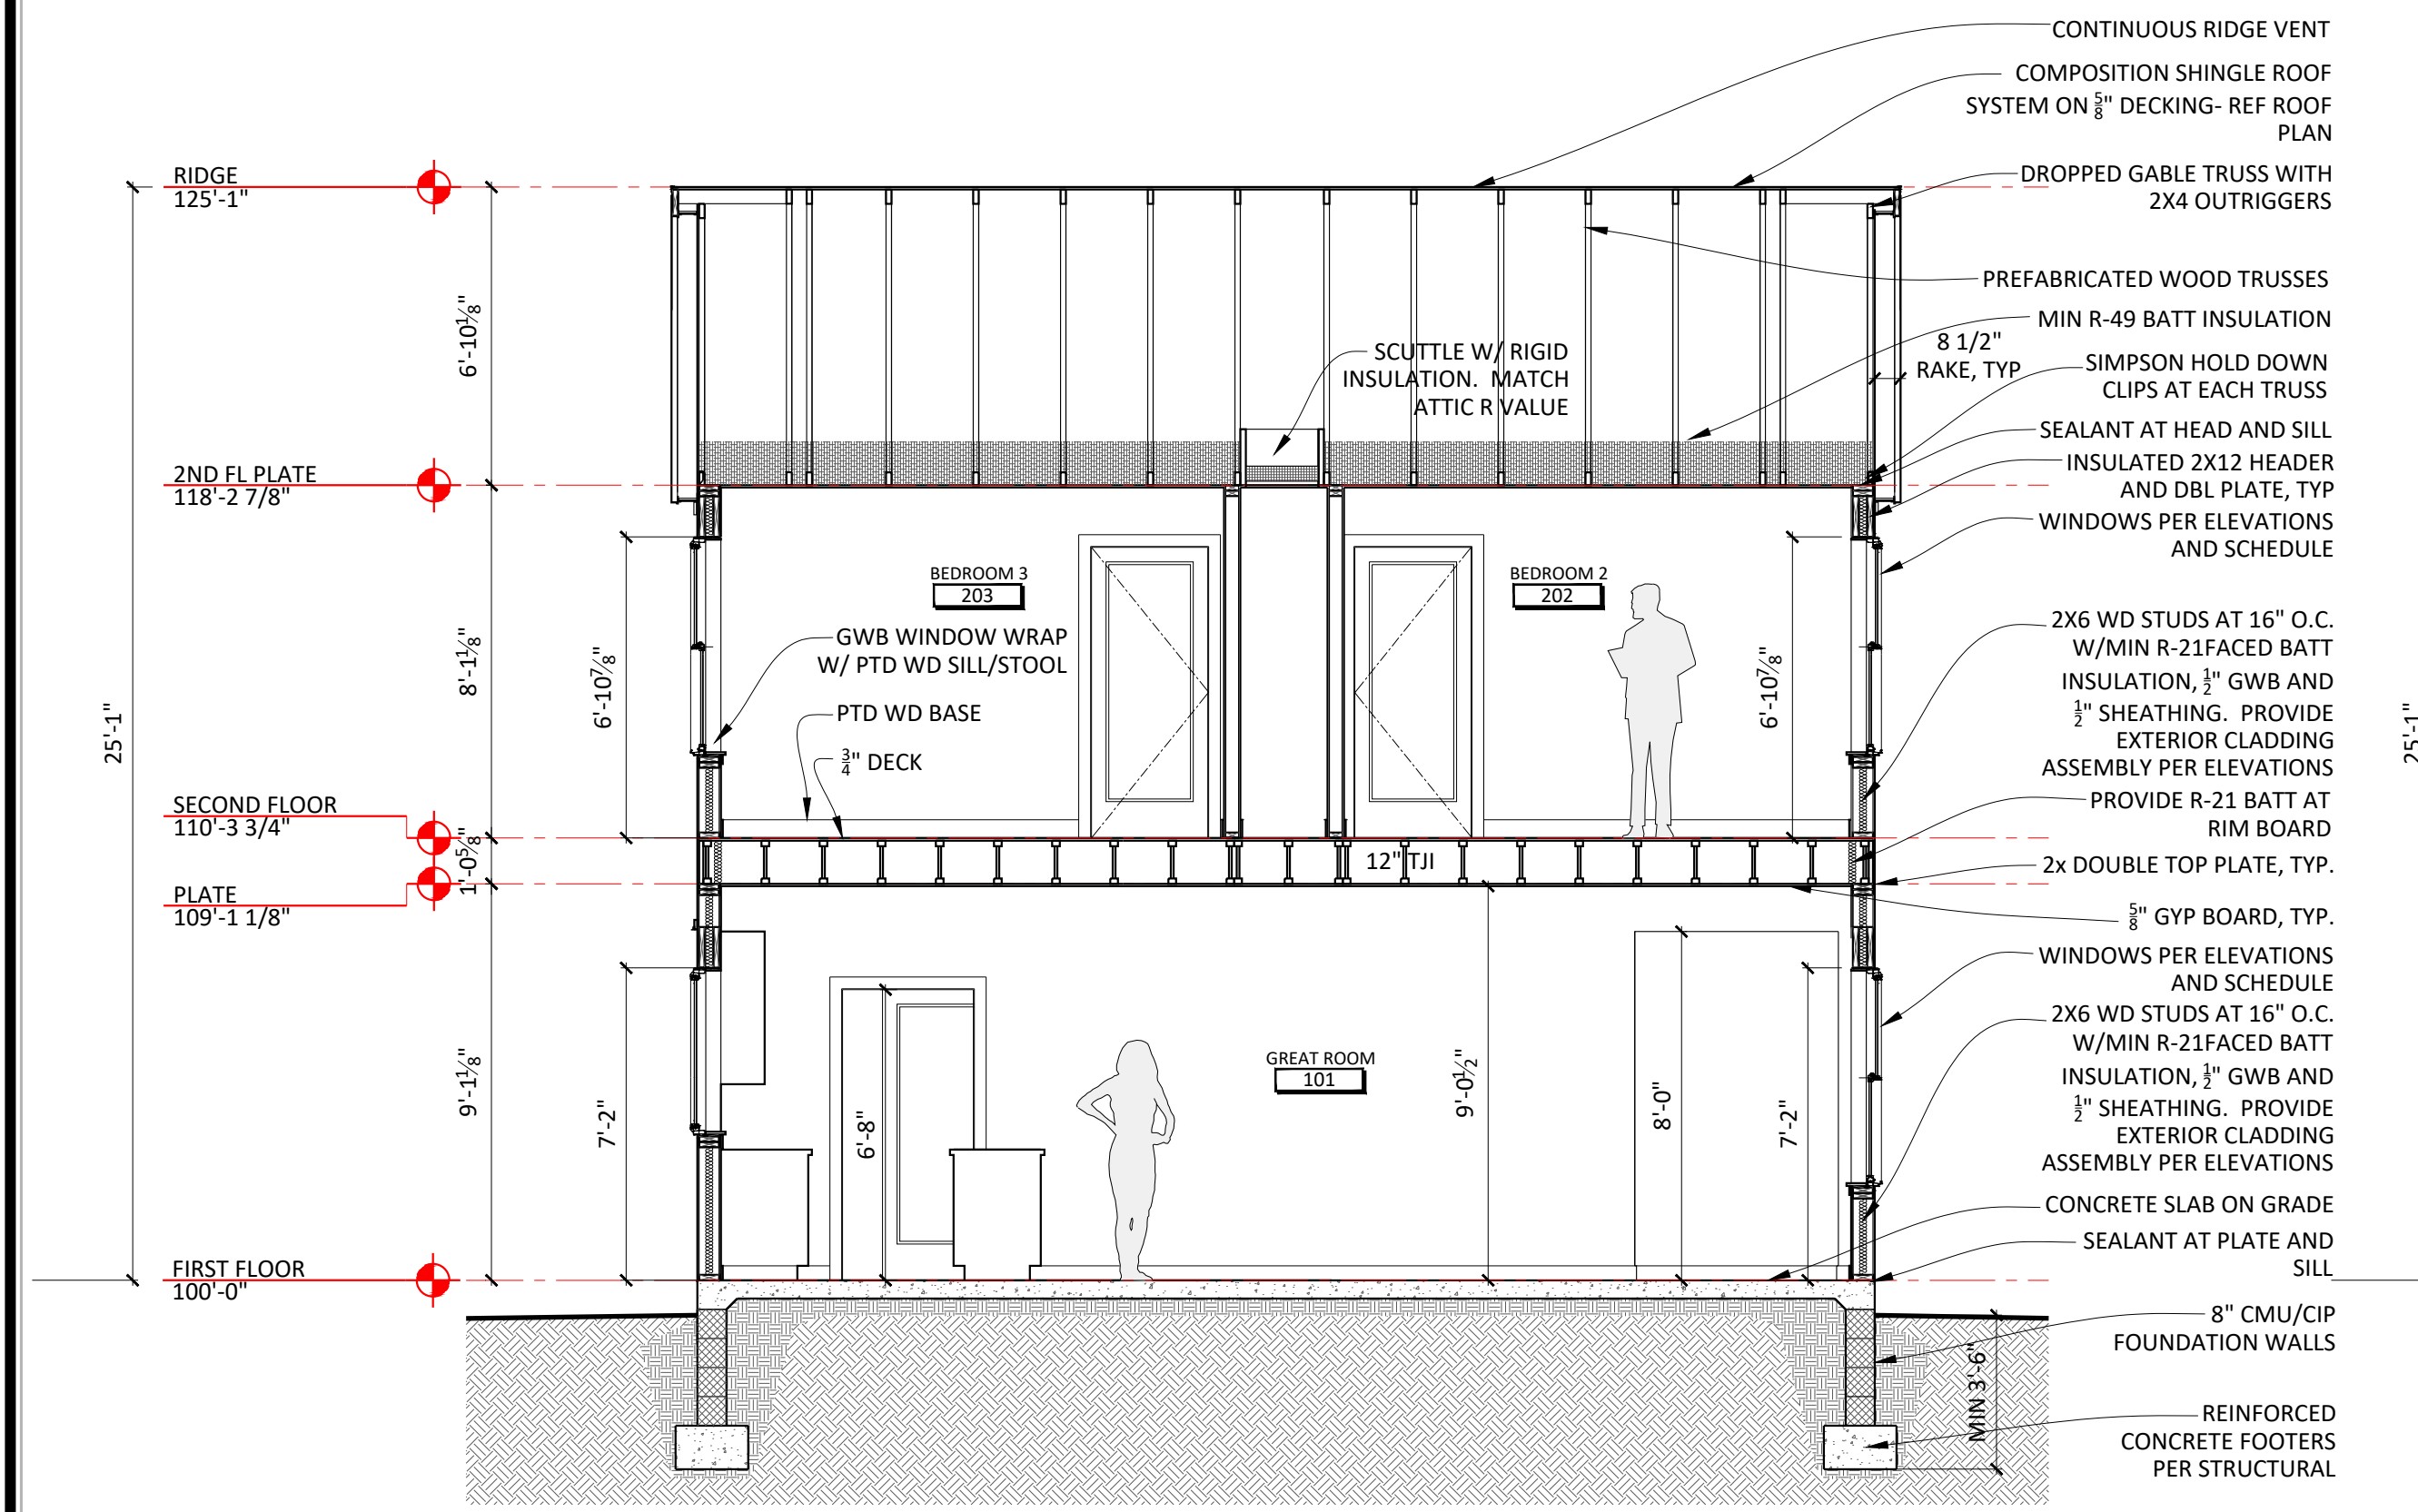 CONTINUOUS RIDGE VENT
COMPOSITION SHINGLE ROOF
SYSTEM ON 5/8" DECKING- REF ROOF
PLAN
DROPPED GABLE TRUSS WITH
2X4 OUTRIGGERS
PREFABRICATED WOOD TRUSSES
MIN R-49 BATT INSULATION
8 1/2"
RAKE, TYP
SIMPSON HOLD DOWN
CLIPS AT EACH TRUSS
SEALANT AT HEAD AND SILL
INSULATED 2X12 HEADER
AND DBL PLATE, TYP
WINDOWS PER ELEVATIONS
AND SCHEDULE
2X6 WD STUDS AT 16" O.C.
W/MIN R-21FACED BATT
INSULATION, 1/2" GWB AND
1/2" SHEATHING.  PROVIDE
EXTERIOR CLADDING
ASSEMBLY PER ELEVATIONS
PROVIDE R-21 BATT AT
RIM BOARD
2x DOUBLE TOP PLATE, TYP.
5/8" GYP BOARD, TYP.
WINDOWS PER ELEVATIONS
AND SCHEDULE
2X6 WD STUDS AT 16" O.C.
W/MIN R-21FACED BATT
INSULATION, 1/2" GWB AND
1/2" SHEATHING.  PROVIDE
EXTERIOR CLADDING
ASSEMBLY PER ELEVATIONS
CONCRETE SLAB ON GRADE
SEALANT AT PLATE AND
SILL
8" CMU/CIP
FOUNDATION WALLS
MIN 3'-6"
REINFORCED
CONCRETE FOOTERS
PER STRUCTURAL
RIDGE
125'-1"
2ND FL PLATE
118'-2 7/8"
SECOND FLOOR
110'-3 3/4"
PLATE
109'-1 1/8"
FIRST FLOOR
100'-0"
25'-1"
6'-10 1/8"
8'-1 1/8"
1'-0 5/8"
9'-1 1/8"
6'-10 7/8"
7'-2"
SCUTTLE W/ RIGID
INSULATION.  MATCH
ATTIC R VALUE
BEDROOM 3
203
BEDROOM 2
202
GWB WINDOW WRAP
W/ PTD WD SILL/STOOL
PTD WD BASE
3/4" DECK
6'-10 7/8"
12" TJI
GREAT ROOM
101
6'-8"
9'-0 1/2"
8'-0"
7'-2"
25'-1"